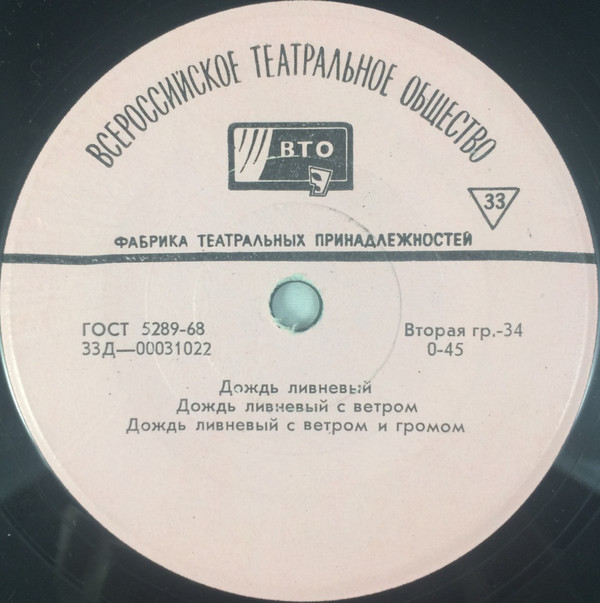 ВСЕРОССИЙСКОЕ ТЕАТРАЛЬНОЕ ОБЩЕСТВО
ВТО
33
ФАБРИКА ТЕАТРАЛЬНЫХ ПРИНАДЛЕЖНОСТЕЙ
ГОСТ 5289-68
33Д—00031022
Вторая гр.-34
0-45
Дождь ливневый
Дождь ливневый с ветром
Дождь ливневый с ветром и громом